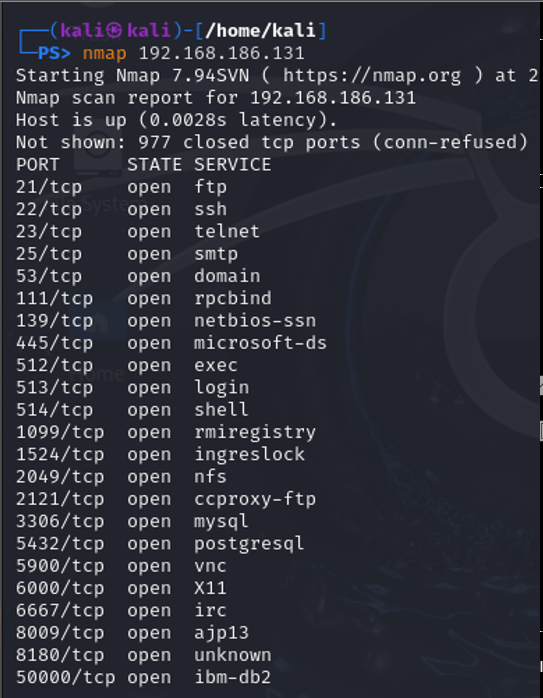 ┌──(kali㉿kali)-[/home/kali]
└─PS> nmap 192.168.186.131
Starting Nmap 7.94SVN ( https://nmap.org ) at 2
Nmap scan report for 192.168.186.131
Host is up (0.0028s latency).
Not shown: 977 closed tcp ports (conn-refused)
PORT      STATE SERVICE
21/tcp    open  ftp
22/tcp    open  ssh
23/tcp    open  telnet
25/tcp    open  smtp
53/tcp    open  domain
111/tcp   open  rpcbind
139/tcp   open  netbios-ssn
445/tcp   open  microsoft-ds
512/tcp   open  exec
513/tcp   open  login
514/tcp   open  shell
1099/tcp  open  rmiregistry
1524/tcp  open  ingreslock
2049/tcp  open  nfs
2121/tcp  open  ccproxy-ftp
3306/tcp  open  mysql
5432/tcp  open  postgresql
5900/tcp  open  vnc
6000/tcp  open  X11
6667/tcp  open  irc
8009/tcp  open  ajp13
8180/tcp  open  unknown
50000/tcp open  ibm-db2